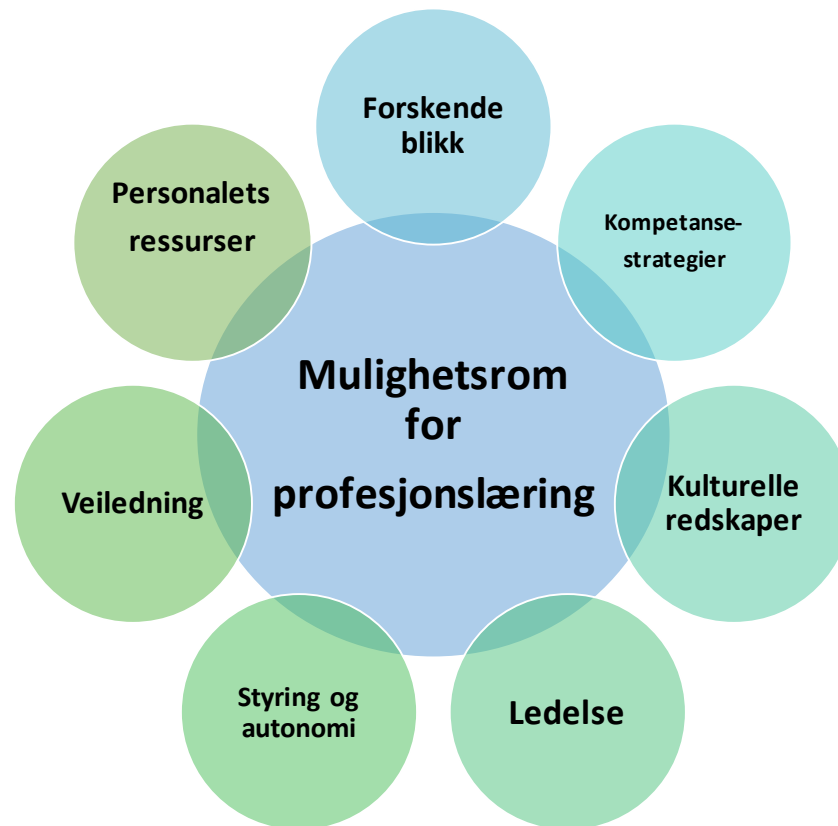 Forskende
blikk
Kompetanse-
strategier
Kulturelle
redskaper
Ledelse
Styring og
autonomi
Veiledning
Personalets
ressurser
Mulighetsrom
for
profesjonslæring